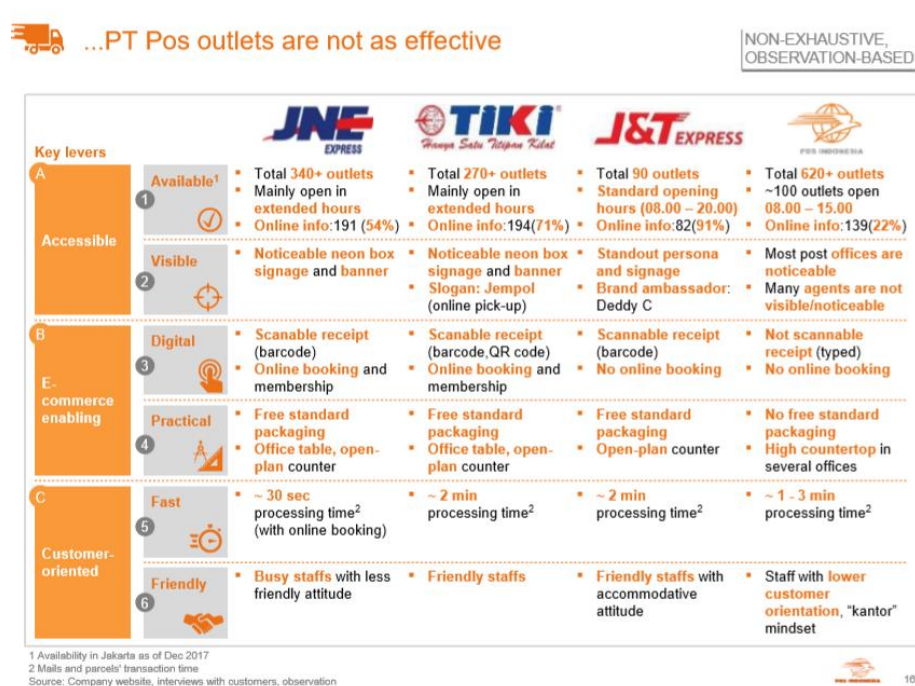 ...PT Pos outlets are not as effective
NON-EXHAUSTIVE,
OBSERVATION-BASED
JNE
EXPRESS
TiKi
Hanya Satu Titipan Kilat
J&T EXPRESS
POS INDONESIA
Key levers
A
Accessible
Available1
1
▪ Total 340+ outlets
▪ Mainly open in
extended hours
▪ Online info:191 (54%)
▪ Total 270+ outlets
▪ Mainly open in
extended hours
▪ Online info:194(71%)
▪ Total 90 outlets
▪ Standard opening
hours (08.00 – 20.00)
▪ Online info:82(91%)
▪ Total 620+ outlets
▪ ~100 outlets open
08.00 – 15.00
▪ Online info:139(22%)
Visible
2
▪ Noticeable neon box
signage and banner
▪ Noticeable neon box
signage and banner
▪ Slogan: Jempol
(online pick-up)
▪ Standout persona
and signage
▪ Brand ambassador:
Deddy C
▪ Most post offices are
noticeable
▪ Many agents are not
visible/noticeable
B
E-
commerce
enabling
Digital
3
▪ Scanable receipt
(barcode)
▪ Online booking and
membership
▪ Scanable receipt
(barcode,QR code)
▪ Online booking and
membership
▪ Scannable receipt
(barcode)
▪ No online booking
▪ Not scannable
receipt (typed)
▪ No online booking
Practical
4
▪ Free standard
packaging
▪ Office table, open-
plan counter
▪ Free standard
packaging
▪ Office table, open-
plan counter
▪ Free standard
packaging
▪ Open-plan counter
▪ No free standard
packaging
▪ High countertop in
several offices
C
Customer-
oriented
Fast
5
▪ ~ 30 sec
processing time2
(with online booking)
▪ ~ 2 min
processing time2
▪ ~ 2 min
processing time2
▪ ~ 1 - 3 min
processing time2
Friendly
6
▪ Busy staffs with less
friendly attitude
▪ Friendly staffs
▪ Friendly staffs with
accommodative
attitude
▪ Staff with lower
customer
orientation, “kantor”
mindset
1 Availability in Jakarta as of Dec 2017
2 Mails and parcels' transaction time
Source: Company website, interviews with customers, observation
POS INDONESIA
16